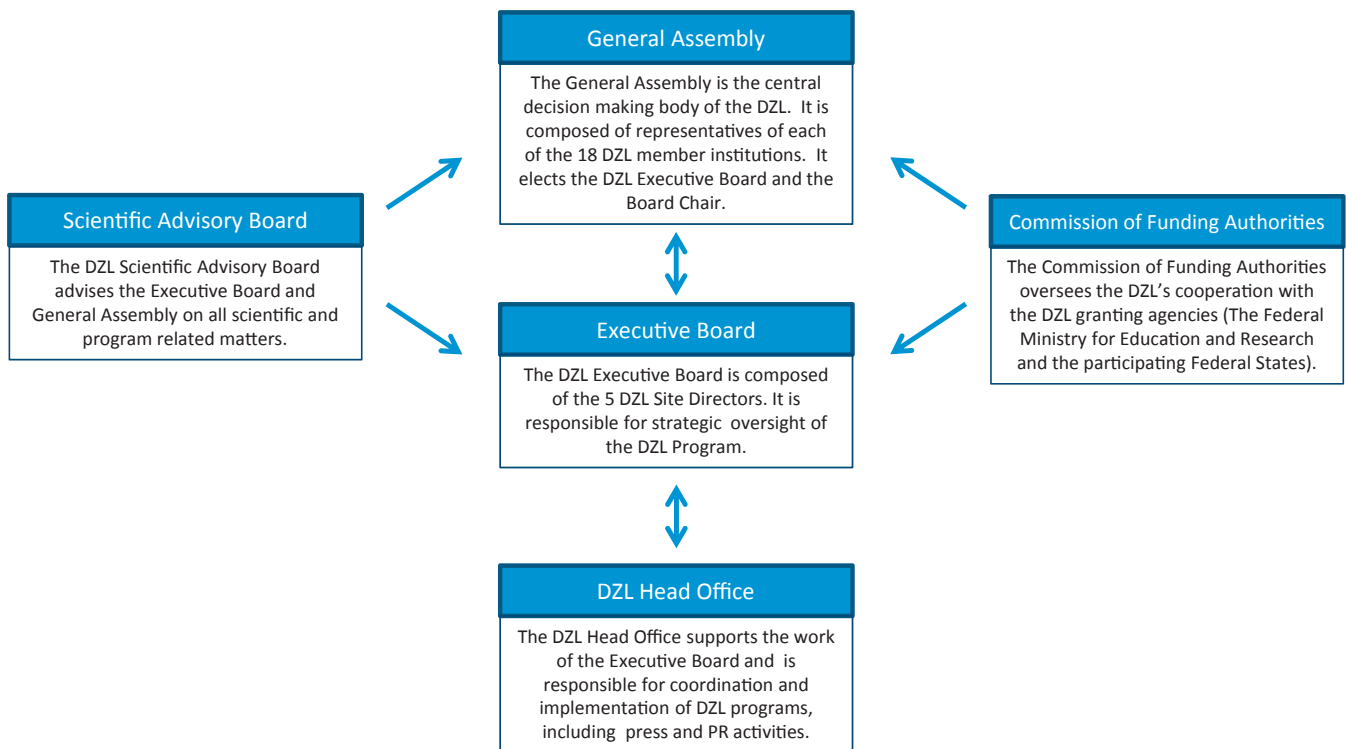 General Assembly
The General Assembly is the central
decision making body of the DZL. It is
composed of representatives of each
of the 18 DZL member institutions. It
elects the DZL Executive Board and the
Board Chair.
Scientific Advisory Board
The DZL Scientific Advisory Board
advises the Executive Board and
General Assembly on all scientific and
program related matters.
Commission of Funding Authorities
The Commission of Funding Authorities
oversees the DZL's cooperation with
the DZL granting agencies (The Federal
Ministry for Education and Research
and the participating Federal States).
Executive Board
The DZL Executive Board is composed
of the 5 DZL Site Directors. It is
responsible for strategic oversight of
the DZL Program.
DZL Head Office
The DZL Head Office supports the work
of the Executive Board and is
responsible for coordination and
implementation of DZL programs,
including press and PR activities.